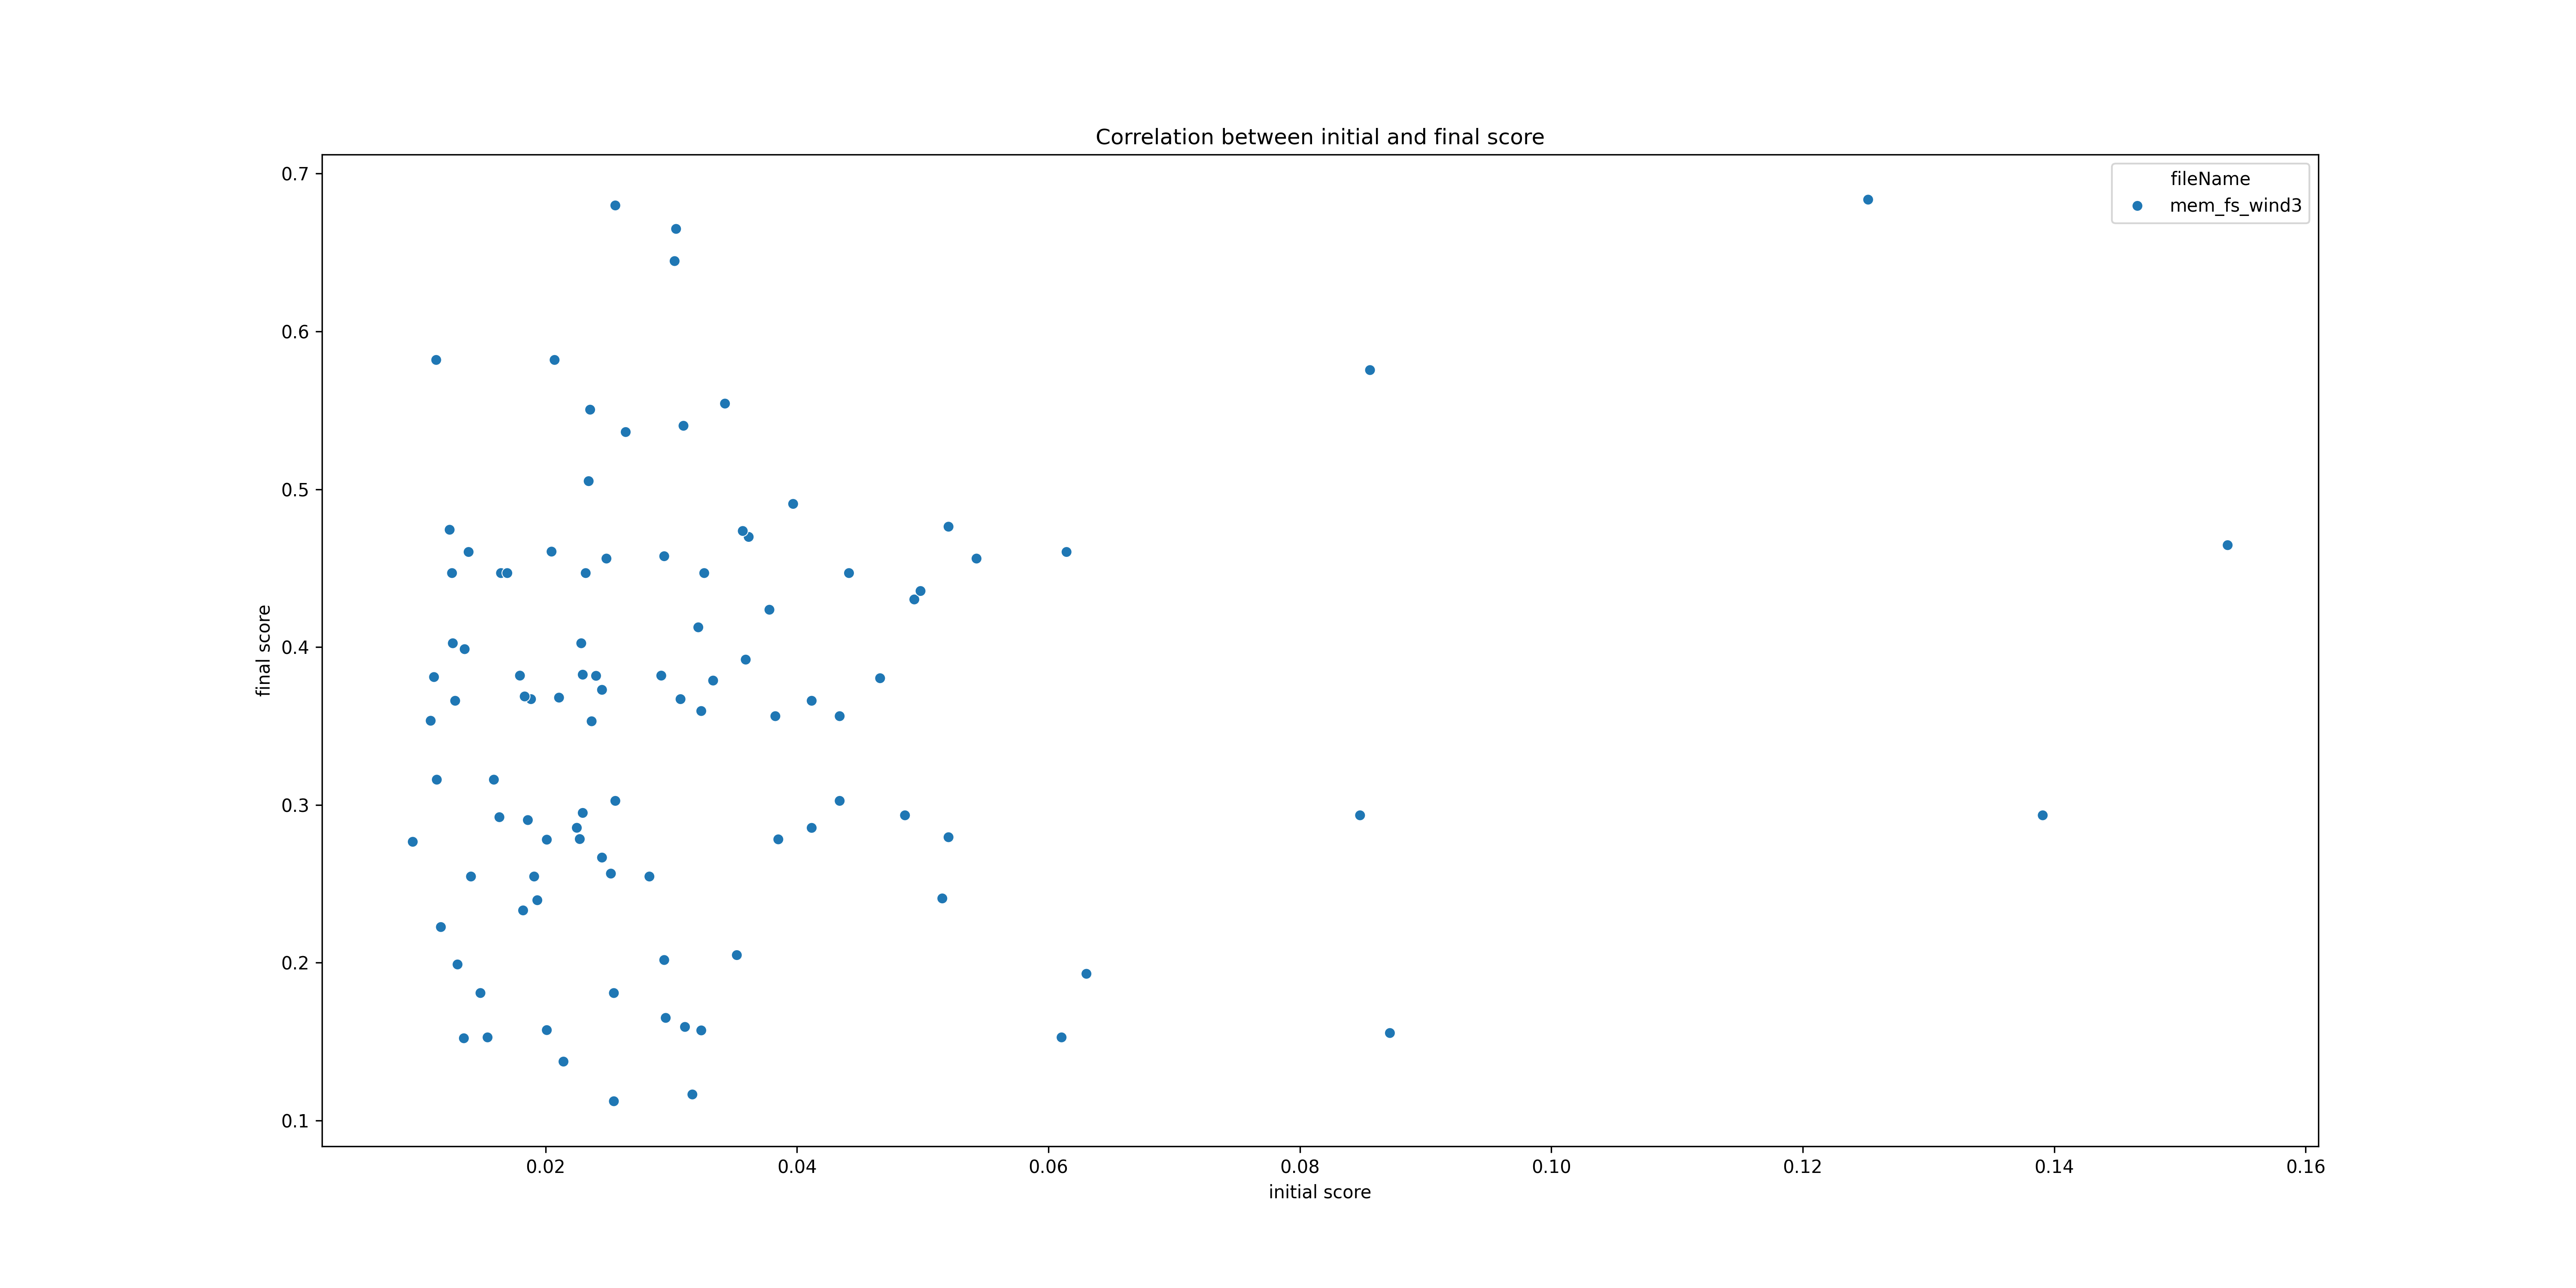 Correlation between initial and final score
fileName
mem_fs_wind3
0.7
0.6
0.5
0.4
0.3
0.2
0.1
final score
0.02 0.04 0.06 0.08 0.10 0.12 0.14 0.16
initial score